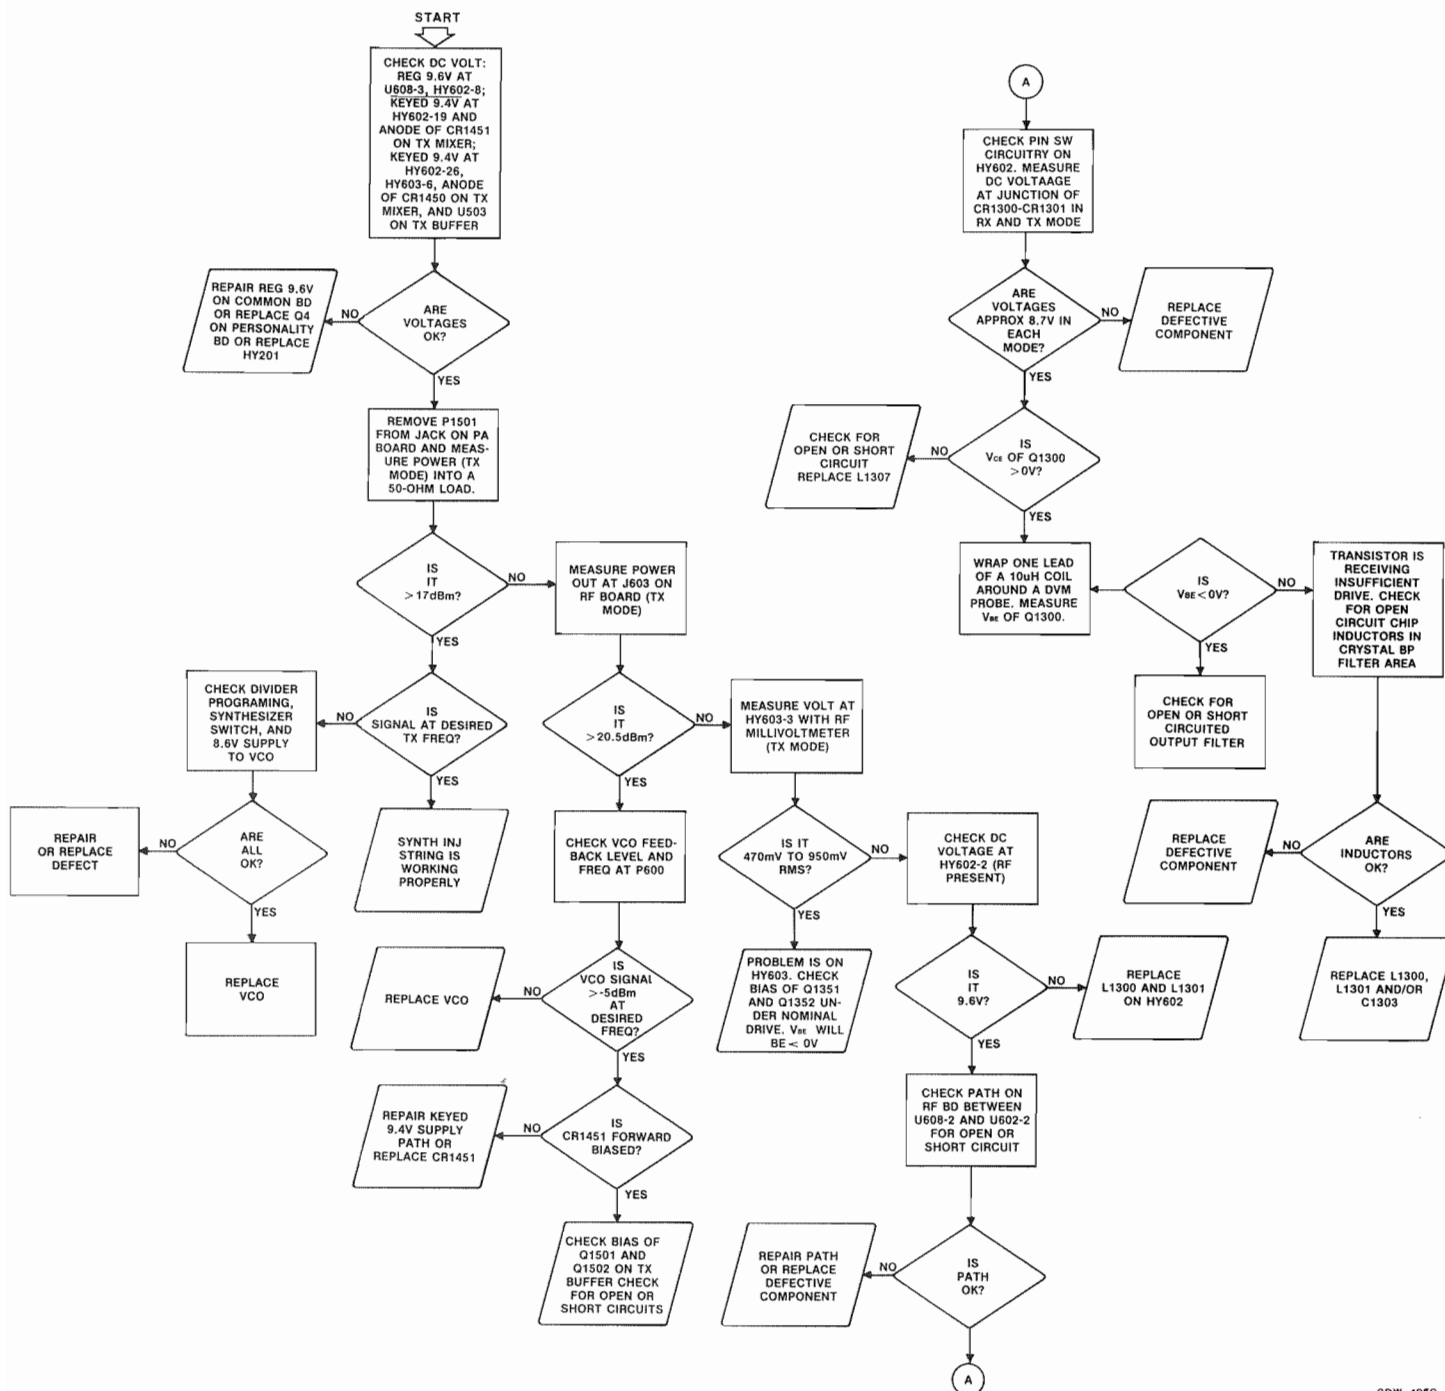 START
CHECK DC VOLT:
REG 9.6V AT
U608-3, HY602-8;
KEYED 9.4V AT
HY602-19 AND
ANODE OF CR1451
ON TX MIXER;
KEYED 9.4V AT
HY602-26,
HY603-6, ANODE
OF CR1450 ON TX
MIXER, AND U503
ON TX BUFFER
ARE
VOLTAGES
OK?
NO
REPAIR REG 9.6V
ON COMMON BD
OR REPLACE Q4
ON PERSONALITY
BD OR REPLACE
HY201
YES
REMOVE P1501
FROM JACK ON PA
BOARD AND MEAS-
URE POWER (TX
MODE) INTO A
50-OHM LOAD.
IS
IT
>17dBm?
NO
MEASURE POWER
OUT AT J603 ON
RF BOARD (TX
MODE)
YES
IS
SIGNAL AT DESIRED
TX FREQ?
NO
CHECK DIVIDER
PROGRAMING,
SYNTHESIZER
SWITCH, AND
8.6V SUPPLY
TO VCO
YES
SYNTH INJ
STRING IS
WORKING
PROPERLY
ARE
ALL
OK?
NO
REPAIR
OR REPLACE
DEFECT
YES
REPLACE
VCO
IS
IT
>20.5dBm?
NO
MEASURE VOLT AT
HY603-3 WITH RF
MILLIVOLTMETER
(TX MODE)
YES
CHECK VCO FEED-
BACK LEVEL AND
FREQ AT P600
IS
VCO SIGNAL
>-5dBm
AT
DESIRED
FREQ?
NO
REPLACE VCO
YES
IS
CR1451 FORWARD
BIASED?
NO
REPAIR KEYED
9.4V SUPPLY
PATH OR
REPLACE CR1451
YES
CHECK BIAS OF
Q1501 AND
Q1502 ON TX
BUFFER CHECK
FOR OPEN OR
SHORT CIRCUITS
IS IT
470mV TO 950mV
RMS?
NO
CHECK DC
VOLTAGE AT
HY602-2 (RF
PRESENT)
YES
PROBLEM IS ON
HY603. CHECK
BIAS OF Q1351
AND Q1352 UN-
DER NOMINAL
DRIVE. VBE WILL
BE < 0V
IS
IT
9.6V?
NO
REPLACE
L1300 AND L1301
ON HY602
YES
CHECK PATH ON
RF BD BETWEEN
U608-2 AND U602-2
FOR OPEN OR
SHORT CIRCUIT
IS
PATH
OK?
NO
REPAIR PATH
OR REPLACE
DEFECTIVE
COMPONENT
A
A
CHECK PIN SW
CIRCUITRY ON
HY602. MEASURE
DC VOLTAAGE
AT JUNCTION OF
CR1300-CR1301 IN
RX AND TX MODE
ARE
VOLTAGES
APPROX 8.7V IN
EACH
MODE?
NO
REPLACE
DEFECTIVE
COMPONENT
YES
IS
VCE OF Q1300
>0V?
NO
CHECK FOR
OPEN OR SHORT
CIRCUIT
REPLACE L1307
YES
WRAP ONE LEAD
OF A 10uH COIL
AROUND A DVM
PROBE. MEASURE
VBE OF Q1300.
IS
VBE<0V?
NO
TRANSISTOR IS
RECEIVING
INSUFFICIENT
DRIVE. CHECK
FOR OPEN
CIRCUIT CHIP
INDUCTORS IN
CRYSTAL BP
FILTER AREA
YES
CHECK FOR
OPEN OR SHORT
CIRCUITED
OUTPUT FILTER
ARE
INDUCTORS
OK?
NO
REPLACE
DEFECTIVE
COMPONENT
YES
REPLACE L1300,
L1301 AND/OR
C1303